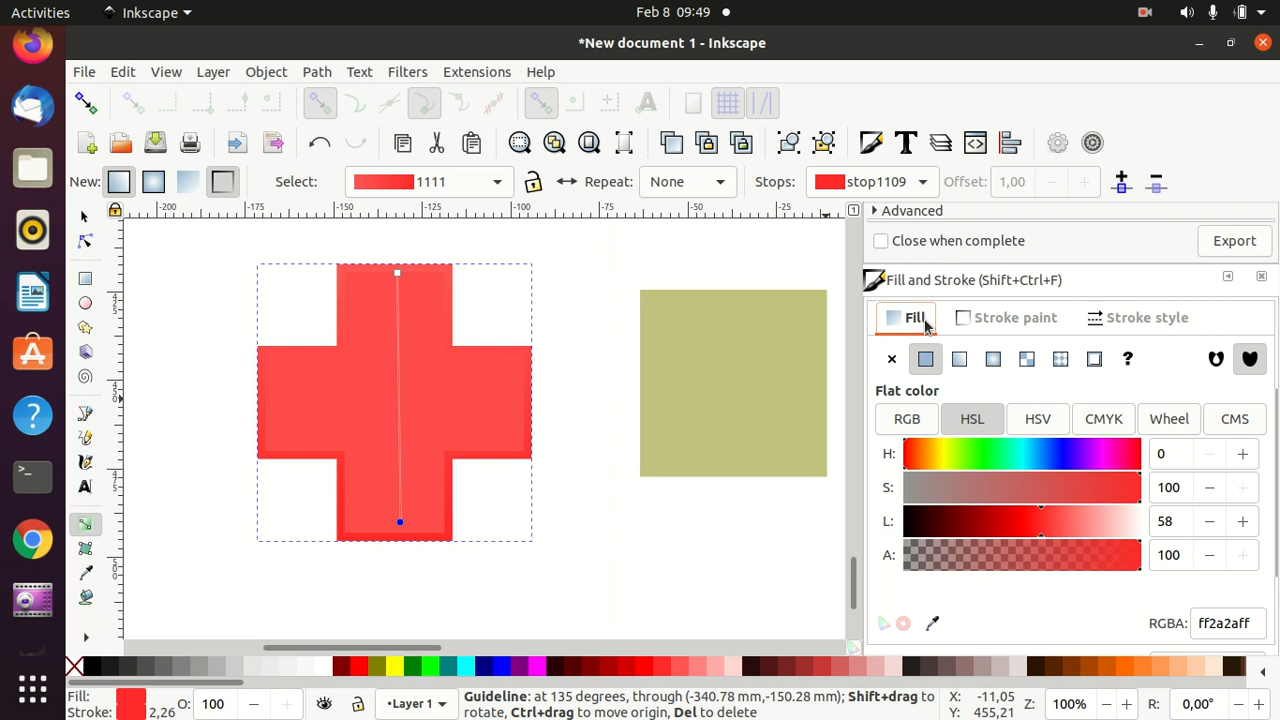 Activities Inkscape Feb 8 09:49
*New document 1 - Inkscape
File Edit View Layer Object Path Text Filters Extensions Help
New: Select: 1111 Repeat: None Stops: stop1109 Offset: 1,00
-200 -175 -150 -125 -100 -75 -50 -25
Advanced
Close when complete Export
Fill and Stroke (Shift+Ctrl+F)
Fill Stroke paint Stroke style
Flat color
RGB HSL HSV CMYK Wheel CMS
H: 0
S: 100
L: 58
A: 100
RGBA: ff2a2aff
Fill: O: 100 Layer 1 Guideline: at 135 degrees, through (-340.78 mm,-150.28 mm); Shift+drag to X: -11,05 Z: 100% R: 0,00°
Stroke: 2,26 rotate, Ctrl+drag to move origin, Del to delete Y: 455,21